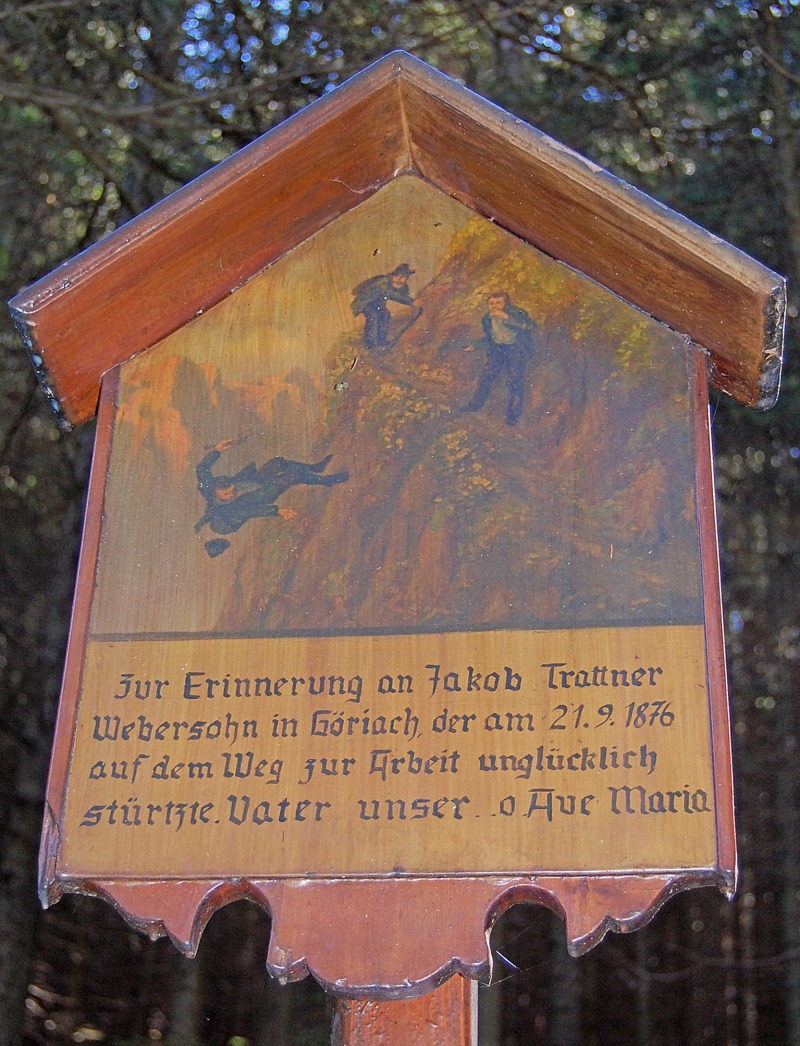 Zur Erinnerung an Jakob Trattner
Webersohn in Göriach, der am 21.9.1876
auf dem Weg zur Arbeit unglücklich
stürtzte. Vater unser...o.Ave Maria